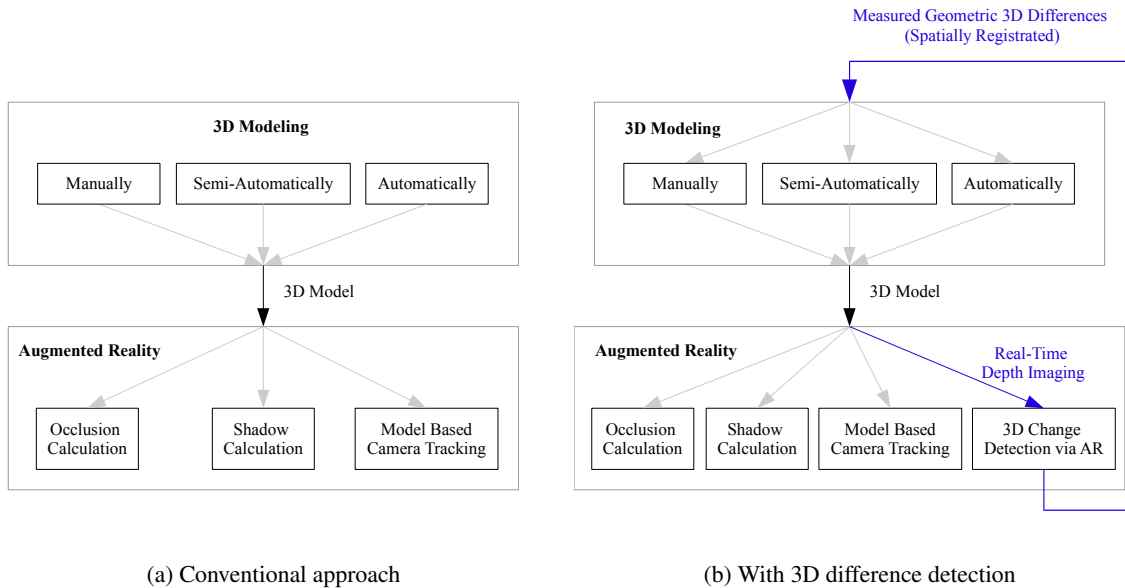 3D Modeling
Manually
Semi-Automatically
Automatically
3D Model
Augmented Reality
Occlusion
Calculation
Shadow
Calculation
Model Based
Camera Tracking
(a) Conventional approach
Measured Geometric 3D Differences
(Spatially Registrated)
3D Modeling
Manually
Semi-Automatically
Automatically
3D Model
Augmented Reality
Real-Time
Depth Imaging
Occlusion
Calculation
Shadow
Calculation
Model Based
Camera Tracking
3D Change
Detection via AR
(b) With 3D difference detection